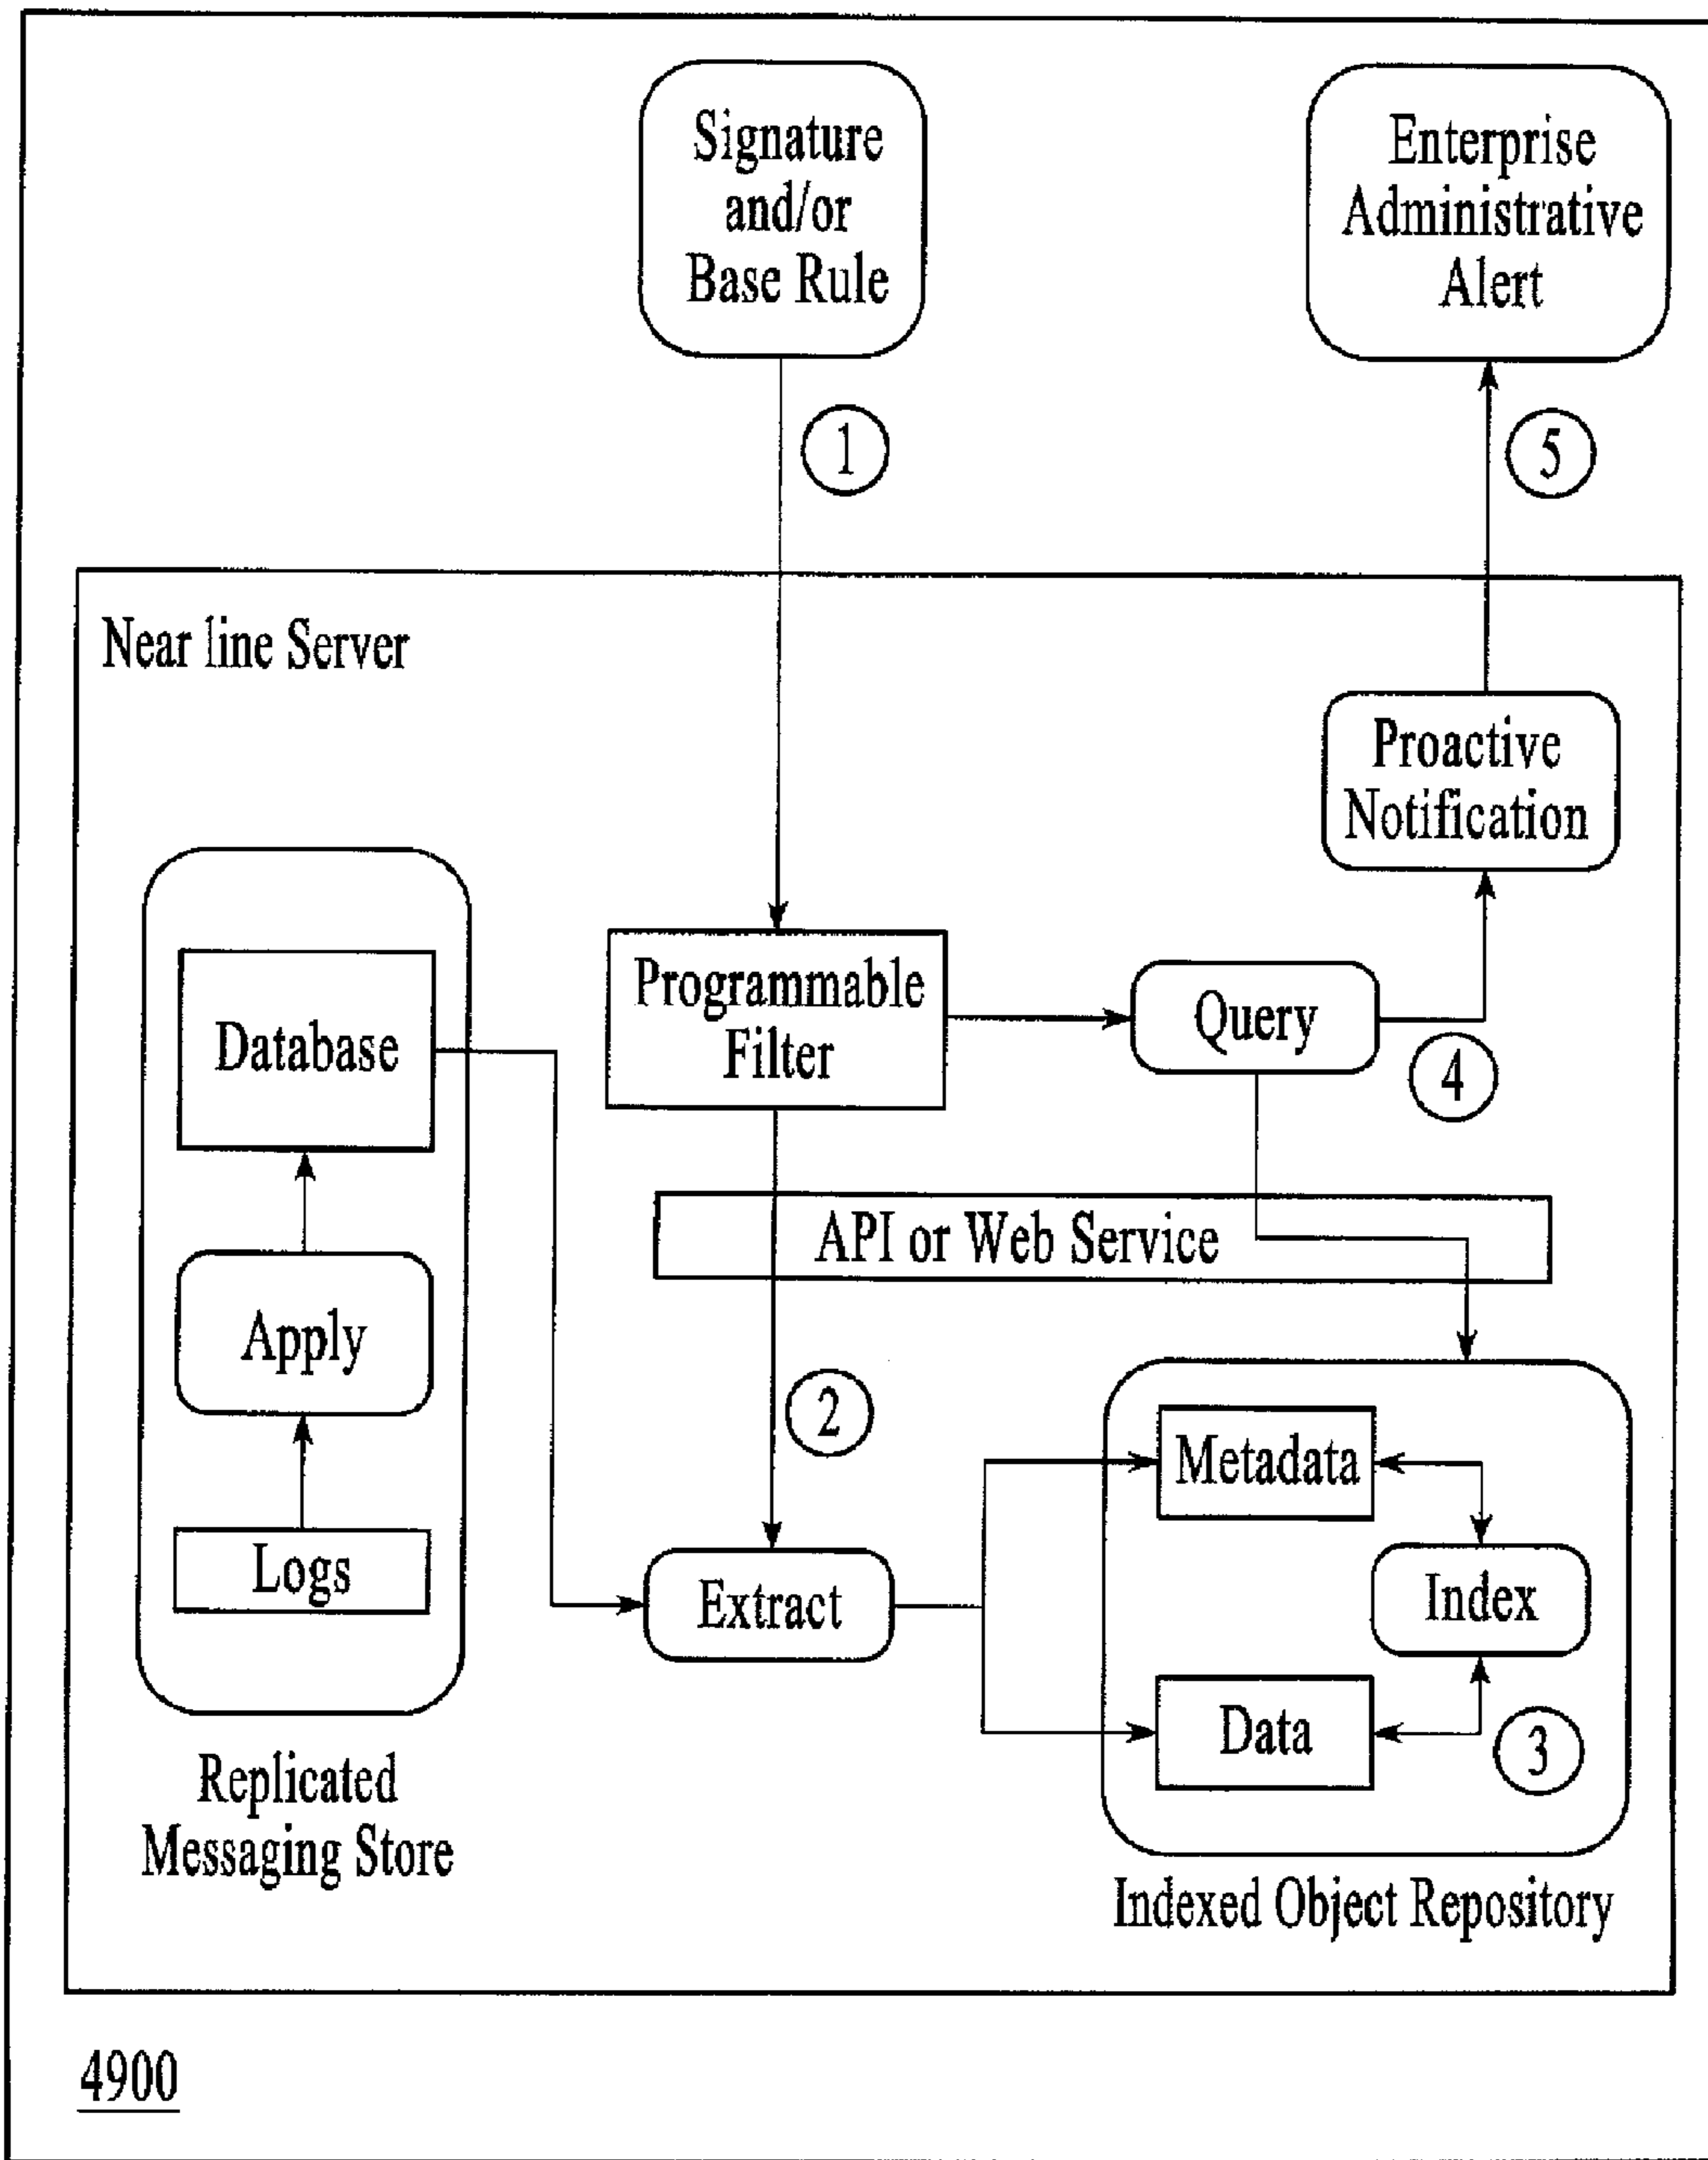 Signature
and/or
Base Rule
Enterprise
Administrative
Alert
1
5
Near line Server
Proactive
Notification
Database
Programmable
Filter
Query
4
API or Web Service
Apply
2
Metadata
Logs
Extract
Index
Data
3
Replicated
Messaging Store
Indexed Object Repository
4900